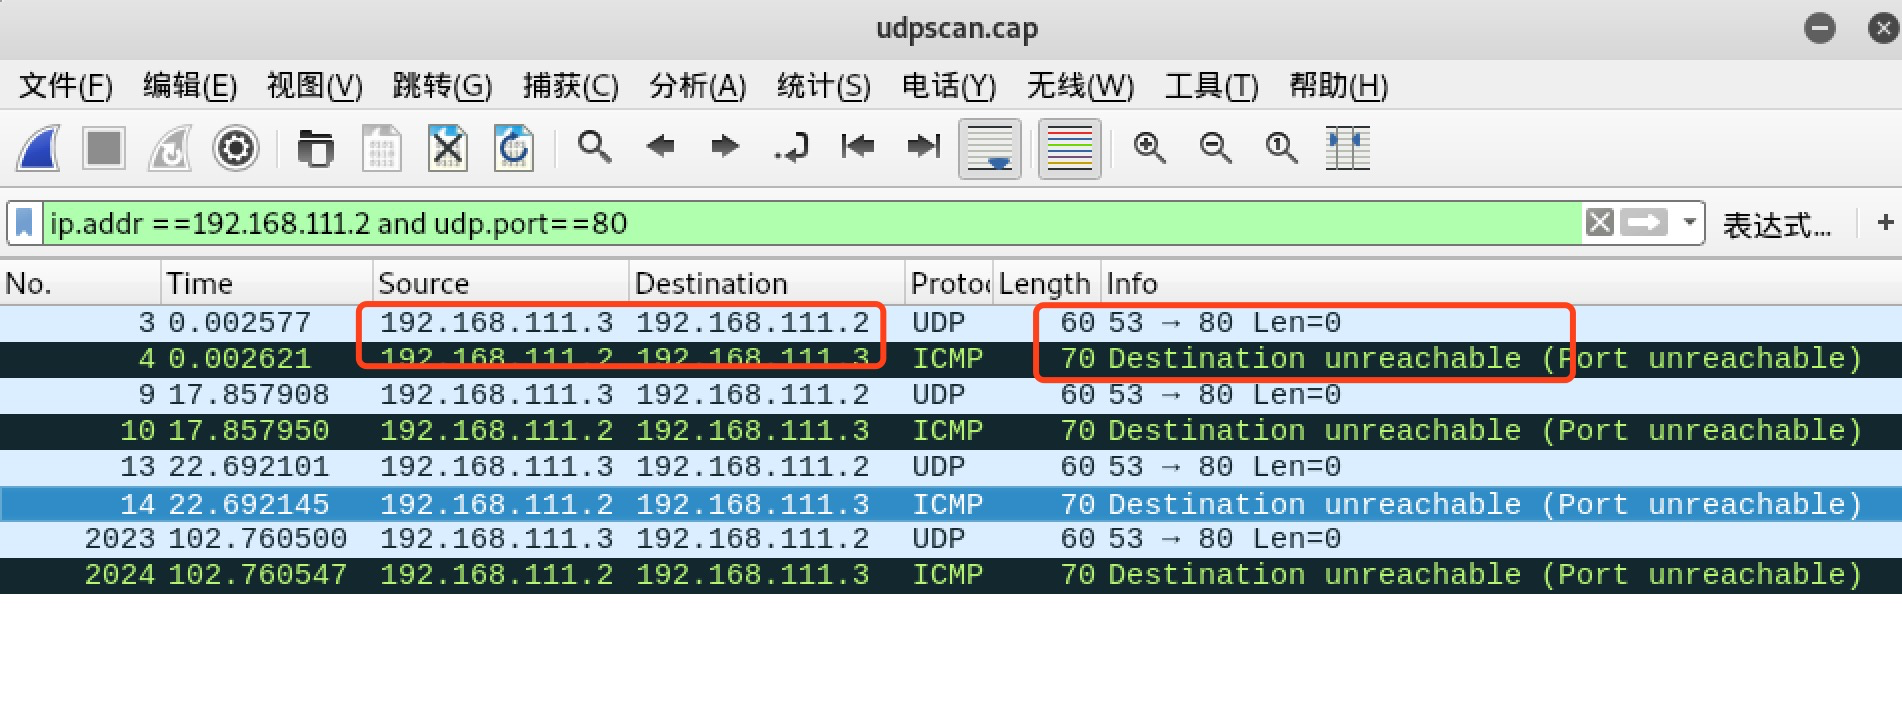 udpscan.cap
文件(F) 编辑(E) 视图(V) 跳转(G) 捕获(C) 分析(A) 统计(S) 电话(Y) 无线(W) 工具(T) 帮助(H)
ip.addr ==192.168.111.2 and udp.port==80 表达式... +
No. Time Source Destination Protoc Length Info
3 0.002577 192.168.111.3 192.168.111.2 UDP 60 53 → 80 Len=0
4 0.002621 192.168.111.2 192.168.111.3 ICMP 70 Destination unreachable (Port unreachable)
9 17.857908 192.168.111.3 192.168.111.2 UDP 60 53 → 80 Len=0
10 17.857950 192.168.111.2 192.168.111.3 ICMP 70 Destination unreachable (Port unreachable)
13 22.692101 192.168.111.3 192.168.111.2 UDP 60 53 → 80 Len=0
14 22.692145 192.168.111.2 192.168.111.3 ICMP 70 Destination unreachable (Port unreachable)
2023 102.760500 192.168.111.3 192.168.111.2 UDP 60 53 → 80 Len=0
2024 102.760547 192.168.111.2 192.168.111.3 ICMP 70 Destination unreachable (Port unreachable)